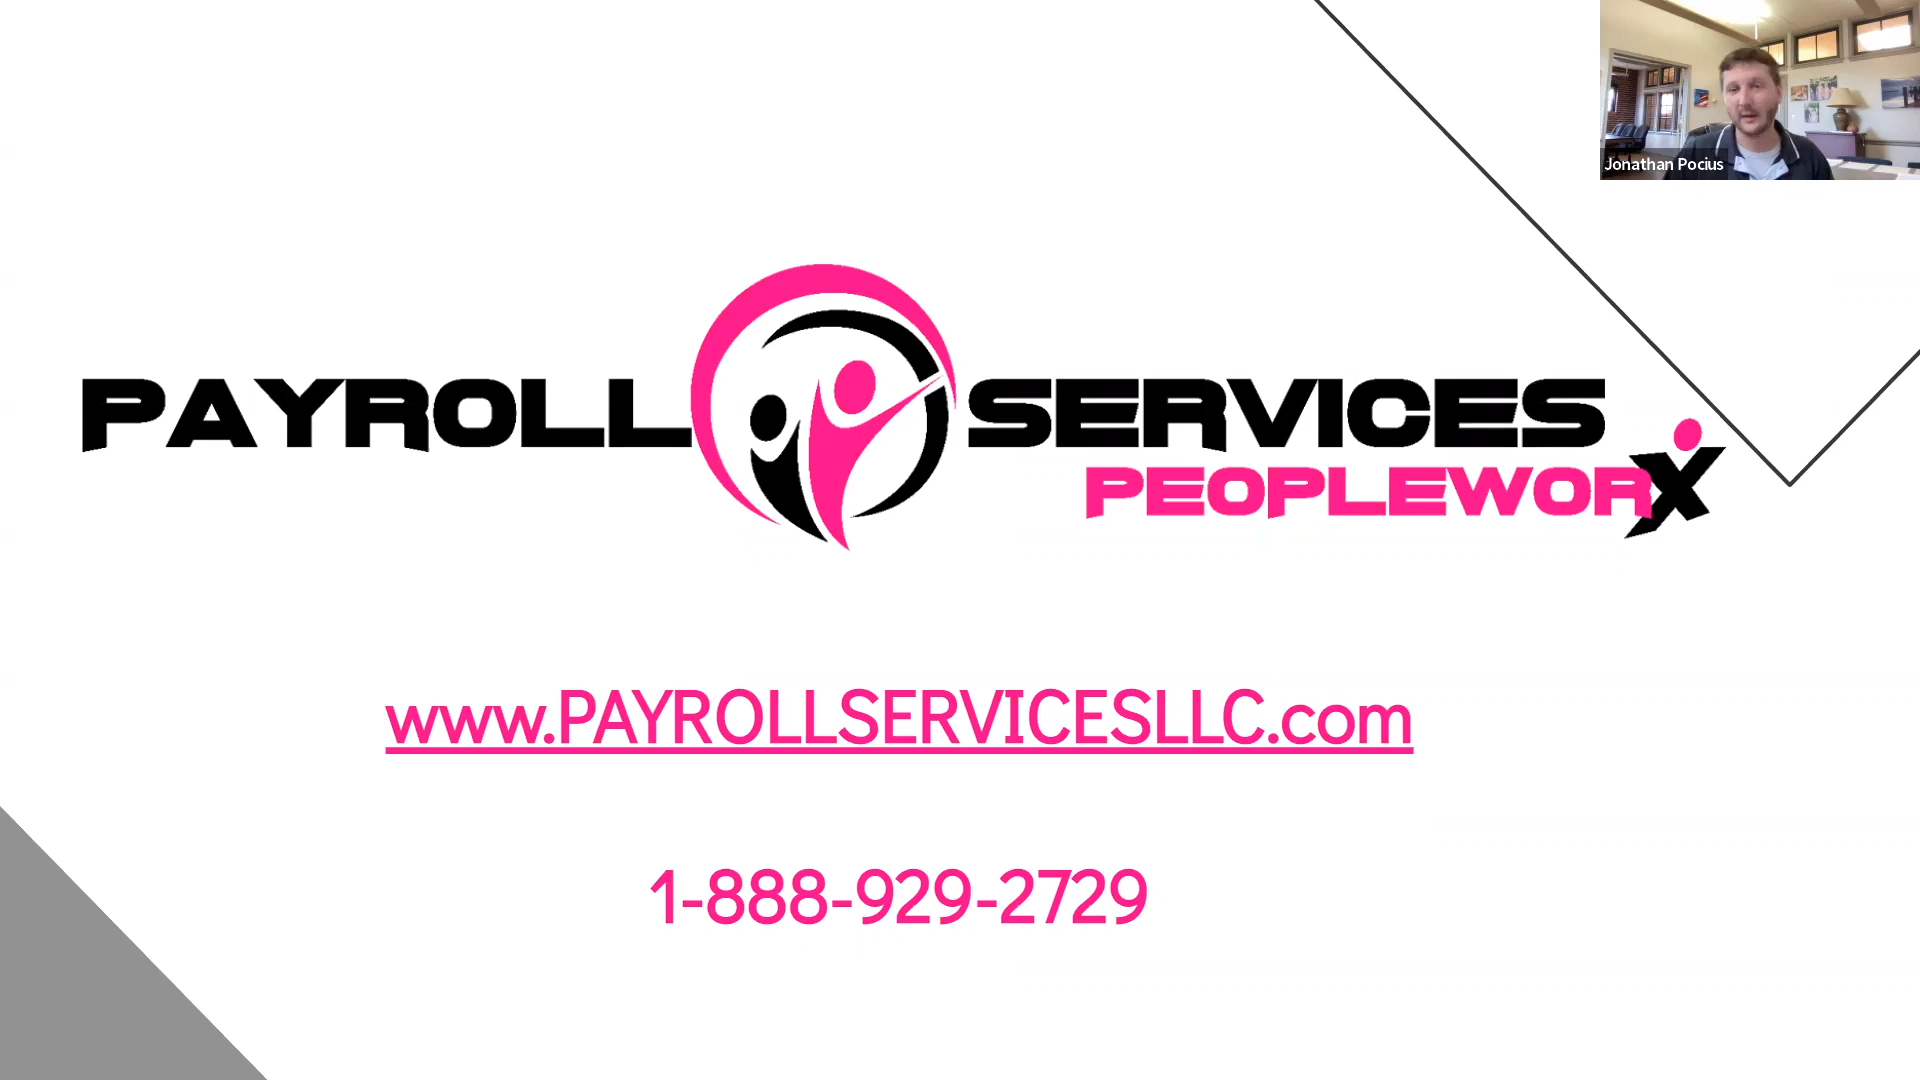 Jonathan Pocius
PAYROLL SERVICES
PEOPLEWORX
www.PAYROLLSERVICESLLC.com
1-888-929-2729